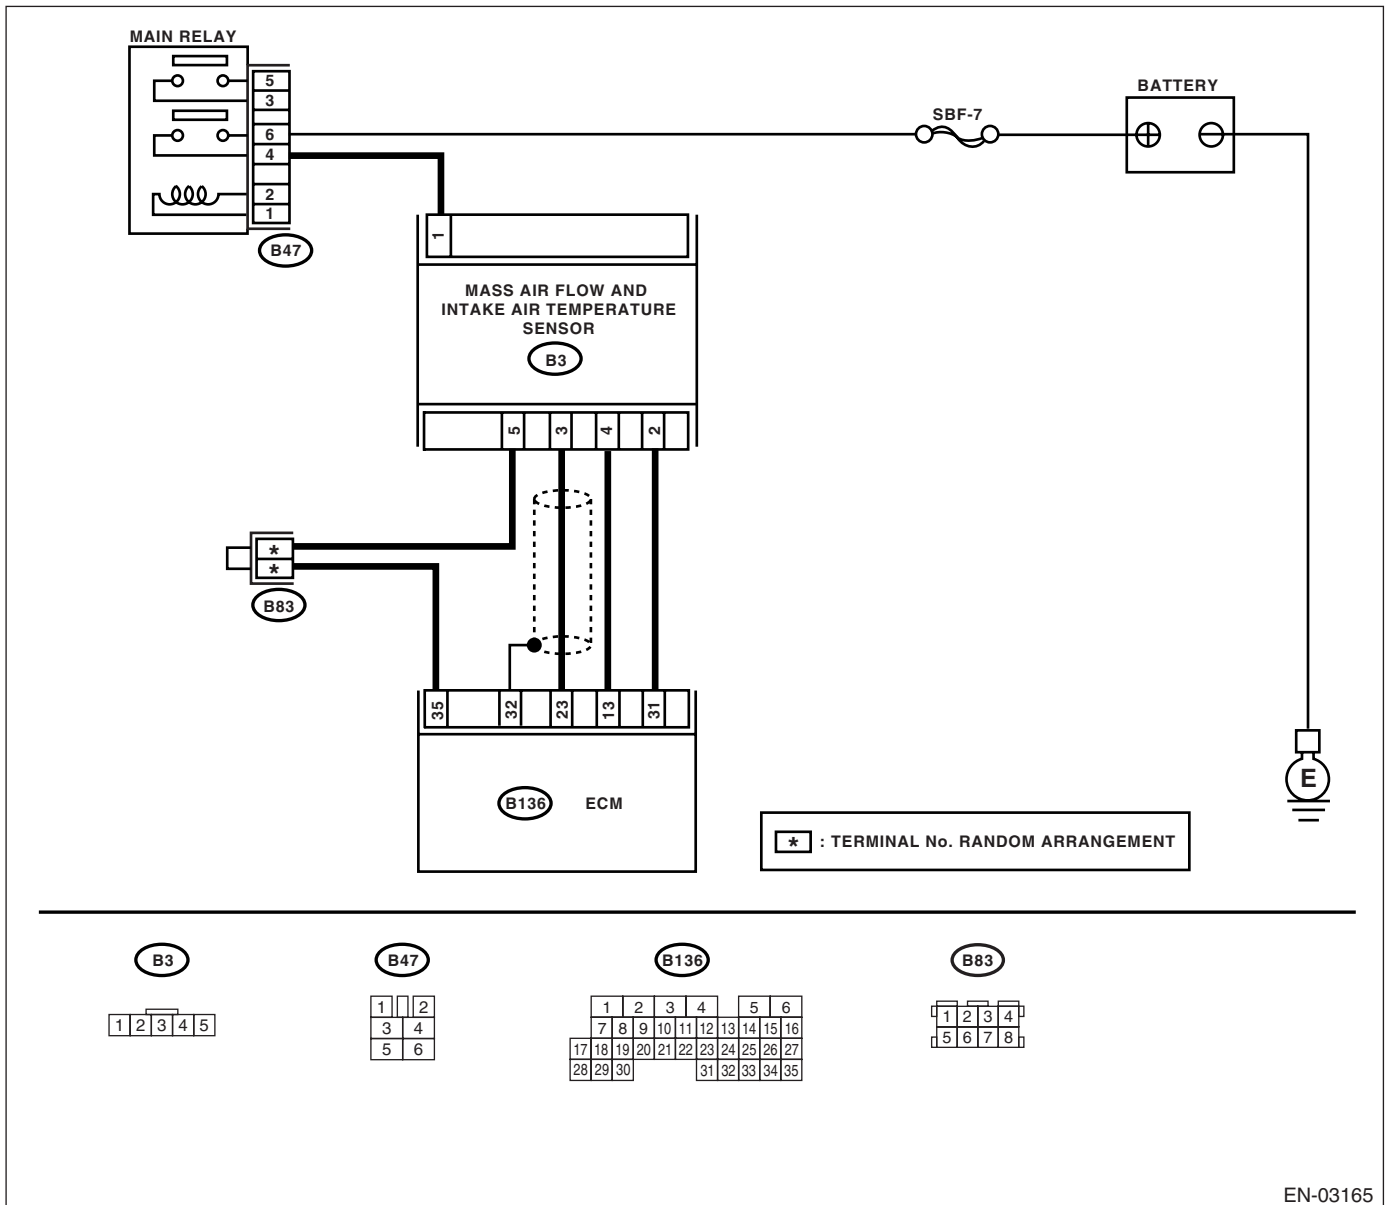 MAIN RELAY
5
3
6
4
2
1
B47
SBF-7
BATTERY
1
MASS AIR FLOW AND
INTAKE AIR TEMPERATURE
SENSOR
B3
5 3 4 2
*
*
B83
35 32 23 13 31
B136 ECM
E
* : TERMINAL No. RANDOM ARRANGEMENT
B3
1 2 3 4 5
B47
1 2
3 4
5 6
B136
1 2 3 4 5 6
7 8 9 10 11 12 13 14 15 16
17 18 19 20 21 22 23 24 25 26 27
28 29 30 31 32 33 34 35
B83
1 2 3 4
5 6 7 8
EN-03165